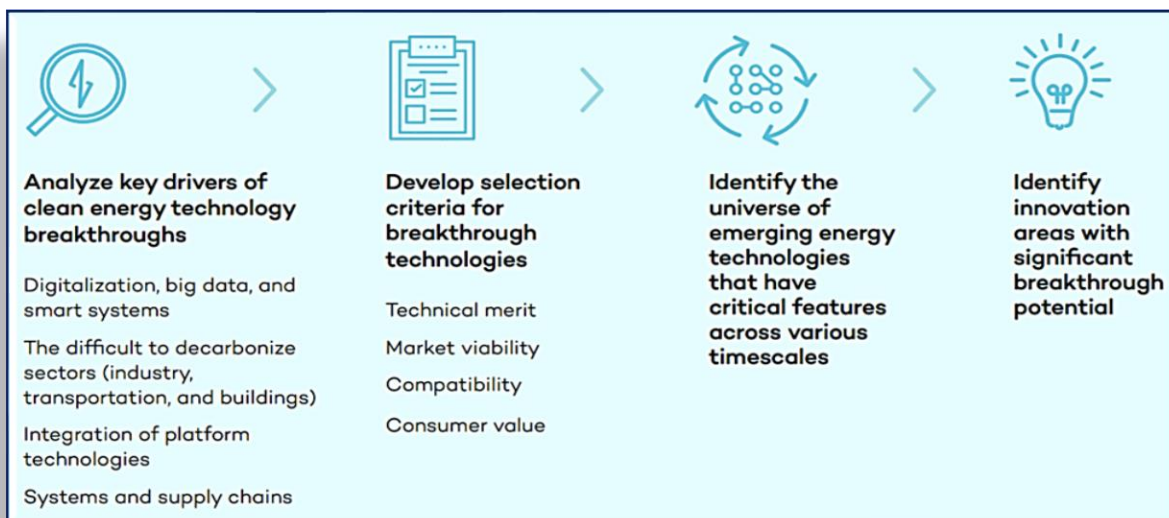 Analyze key drivers of
clean energy technology
breakthroughs
Digitalization, big data, and
smart systems
The difficult to decarbonize
sectors (industry,
transportation, and buildings)
Integration of platform
technologies
Systems and supply chains
Develop selection
criteria for
breakthrough
technologies
Technical merit
Market viability
Compatibility
Consumer value
Identify the
universe of
emerging energy
technologies
that have
critical features
across various
timescales
Identify
innovation
areas with
significant
breakthrough
potential